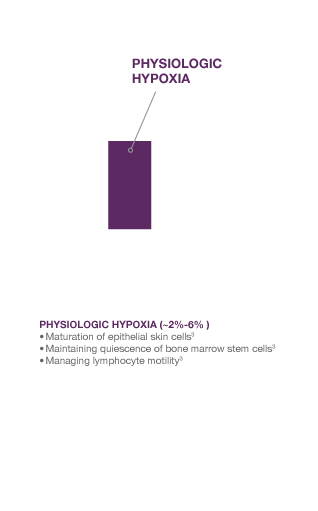 PHYSIOLOGIC
HYPOXIA
PHYSIOLOGIC HYPOXIA (~2%-6% )
• Maturation of epithelial skin cells³
• Maintaining quiescence of bone marrow stem cells³
• Managing lymphocyte motility³